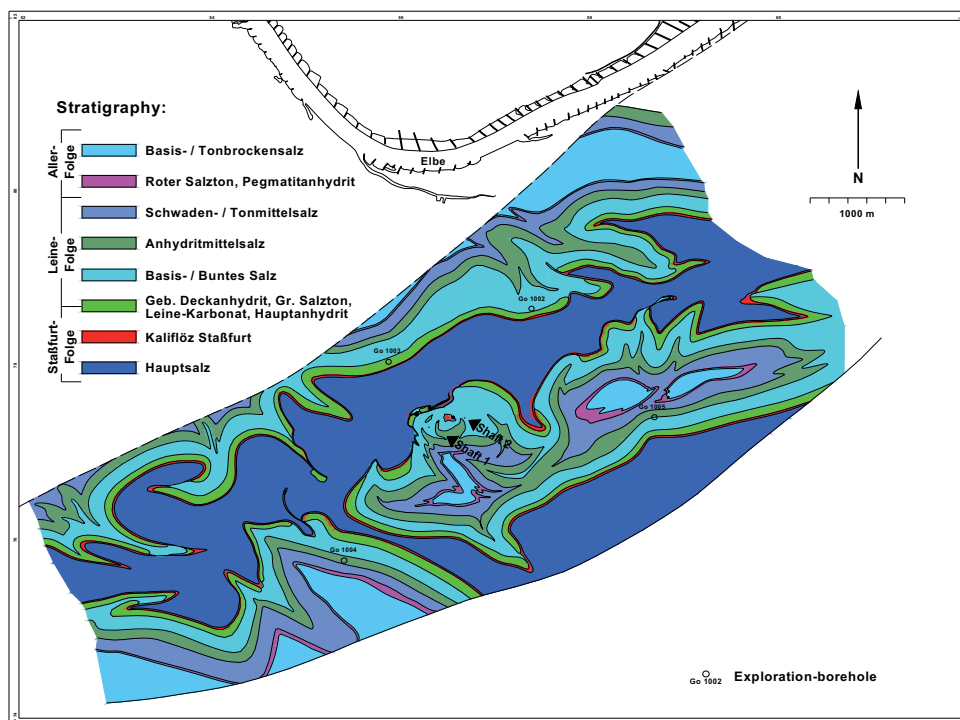 Stratigraphy:
Aller-
Folge
Basis- / Tonbrockensalz
Roter Salzton, Pegmatitanhydrit
Leine-
Folge
Schwaden- / Tonmittelsalz
Anhydritmittelsalz
Basis- / Buntes Salz
Geb. Deckanhydrit, Gr. Salzton,
Leine-Karbonat, Hauptanhydrit
Staßfurt-
Folge
Kaliflöz Staßfurt
Hauptsalz
Elbe
N
1000 m
Go 1002
Go 1003
Go 1005
Shaft 2
Shaft 1
Go 1004
Go 1002
Exploration-borehole